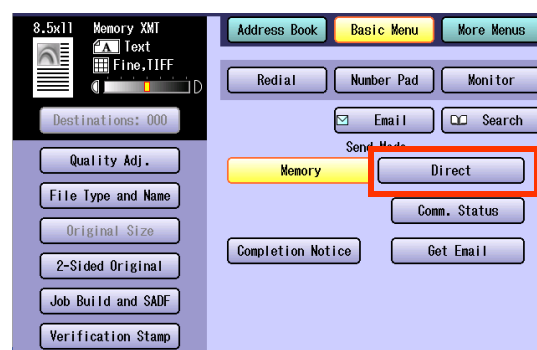 8.5x11 Memory XMT
A Text
Fine,TIFF
D
Destinations: 000
Quality Adj.
File Type and Name
Original Size
2-Sided Original
Job Build and SADF
Verification Stamp
Address Book Basic Menu More Menus
Redial Number Pad Monitor
Email Search
Send Mode
Memory Direct
Comm. Status
Completion Notice Get Email